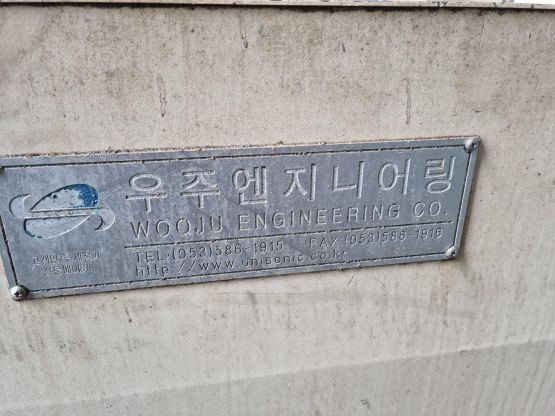 우주엔지니어링
WOOJU ENGINEERING CO.
TEL:(053)586-1915 FAX:(053)586-1916
http://www.unisonic.co.kr